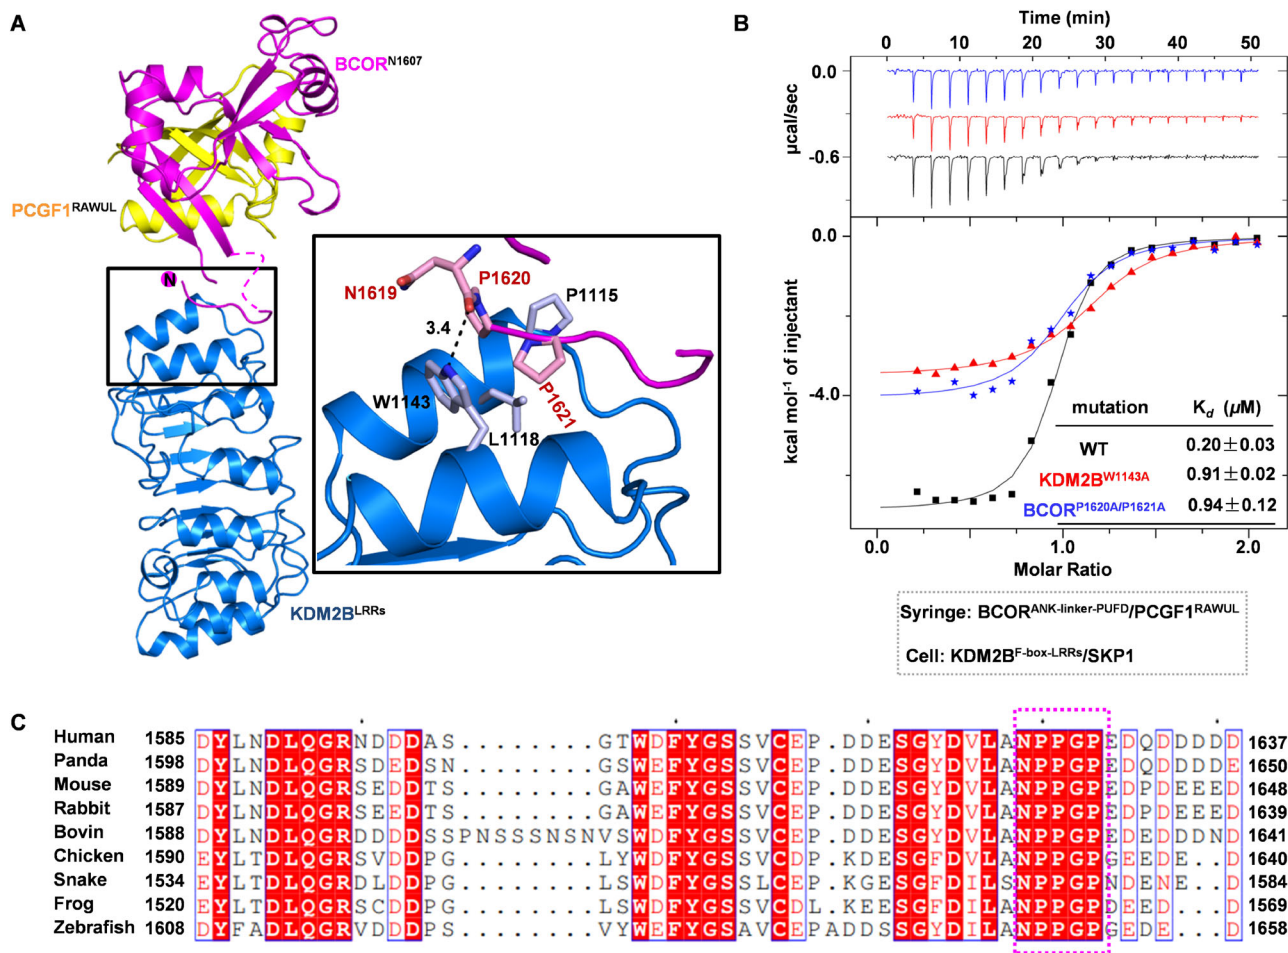 A
BCOR^N1607
PCGF1^RAWUL
N
KDM2B^LRRs
N1619
P1620
P1115
3.4
W1143
L1118
P1621
B
Time (min)
0 10 20 30 40 50
0.0
-0.6
µcal/sec
0.0
-4.0
kcal mol⁻¹ of injectant
mutation K_d (µM)
WT 0.20±0.03
KDM2B^W1143A 0.91±0.02
BCOR^P1620A/P1621A 0.94±0.12
0.0 1.0 2.0
Molar Ratio
Syringe: BCOR^ANK-linker-PUFD/PCGF1^RAWUL
Cell: KDM2B^F-box-LRRs/SKP1
C
Human 1585 DYLNDLQGRNDDDAS........GTWDFYGSSVCEP.DDESGYDVLANPPGPEDQDDDD 1637
Panda 1598 DYLNDLQGRSDEDSN........GSWEFYGSSVCEP.DDESGYDVLANPPGPEDQDDDE 1650
Mouse 1589 DYLNDLQGRSEDDTS........GAWEFYGSSVCEP.DDESGYDVLANPPGPEDPDEEED 1648
Rabbit 1587 DYLNDLQGRSEEDTS........GAWEFYGSSVCEP.DDESGYDVLANPPGPEDPDEEED 1639
Bovin 1588 DYLNDLQGRDDDDSSPNSSSNSNVSWDFYGSSVCEP.DDESGYDVLANPPGPEDEDDND 1641
Chicken 1590 EYLTDLQGRSVDDPG........LYWDFYGSSVCDP.KDESGFDVLANPPGPGEEDE..D 1640
Snake 1534 EYLTDLQGRDLDDPG........LSWDFYGSSLCEP.KGESGFDILSNPPGPNDENE..D 1584
Frog 1520 EYLTDLQGRSCDDPG........LSWDFYGSSVCDL.KEESGFDILANPPGPDEED...D 1569
Zebrafish 1608 DYFADLQGRVDDDPS........VYWEFYGSAVCEPADDSGYDILANPPGPGEDE...D 1658